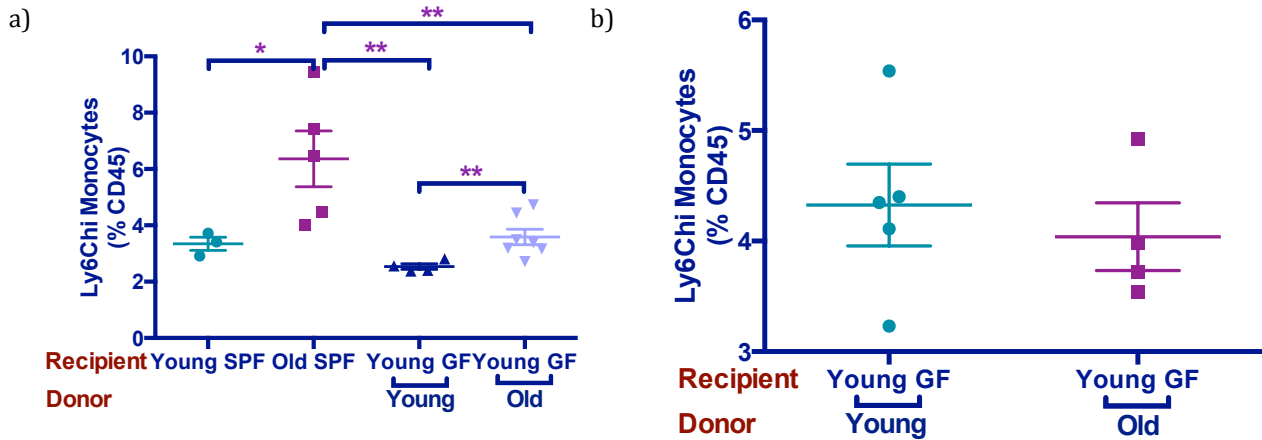 a)
**
*
**
**
10
8
6
4
2
0
Ly6Chi Monocytes
(% CD45)
Recipient Young SPF Old SPF Young GF Young GF
Donor Young Old
b)
6
5
4
3
Ly6Chi Monocytes
(% CD45)
Recipient Young GF Young GF
Donor Young Old